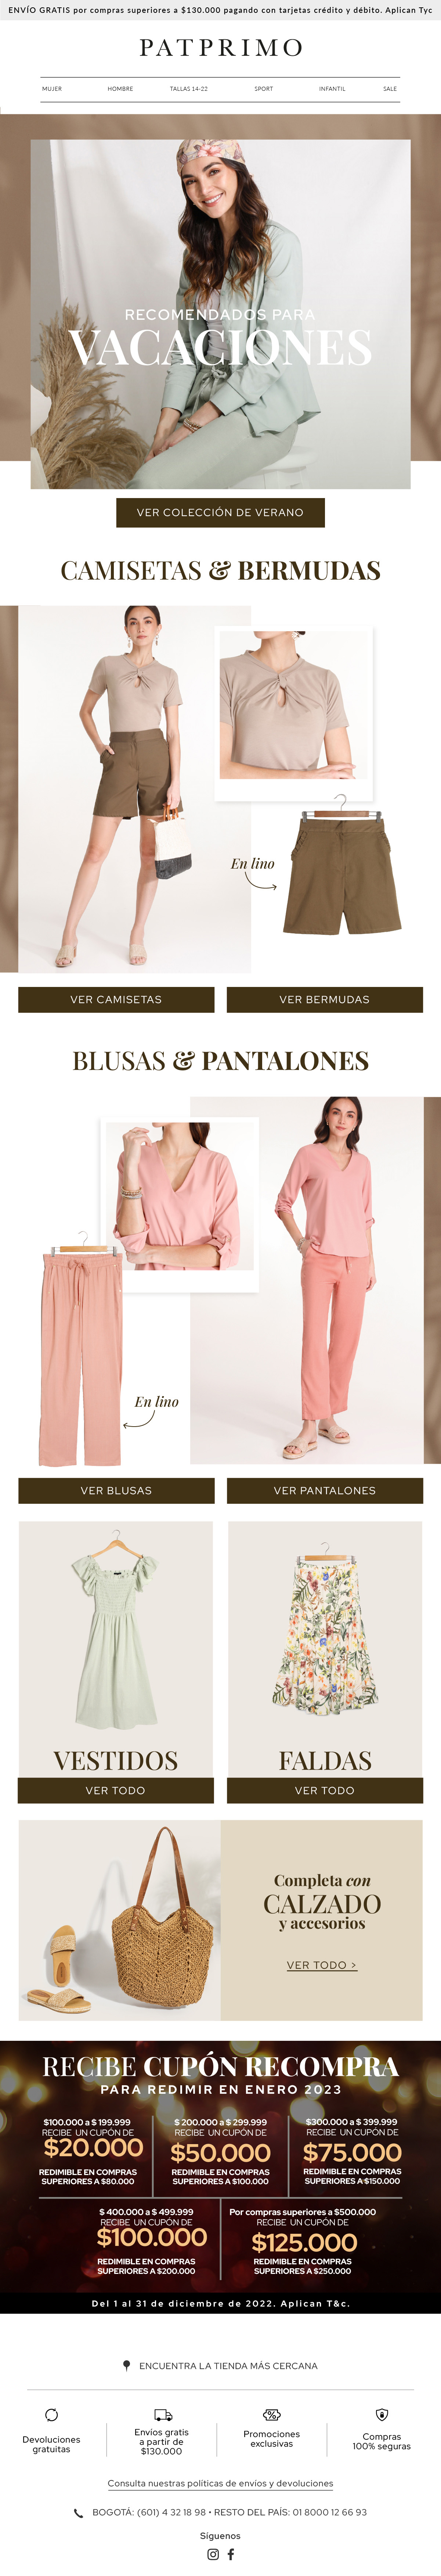 ENVÍO GRATIS por compras superiores a $130.000 pagando con tarjetas crédito y débito. Aplican Tyc
PATPRIMO
MUJER HOMBRE TALLAS 14-22 SPORT INFANTIL SALE
RECOMENDADOS PARA
VACACIONES
VER COLECCIÓN DE VERANO
CAMISETAS & BERMUDAS
En lino
VER CAMISETAS VER BERMUDAS
BLUSAS & PANTALONES
En lino
VER BLUSAS VER PANTALONES
VESTIDOS FALDAS
VER TODO VER TODO
Completa con
CALZADO
y accesorios
VER TODO >
RECIBE CUPÓN RECOMPRA
PARA REDIMIR EN ENERO 2023
$100.000 a $ 199.999
RECIBE UN CUPÓN DE
$20.000
REDIMIBLE EN COMPRAS
SUPERIORES A $80.000
$ 200.000 a $ 299.999
RECIBE UN CUPÓN DE
$50.000
REDIMIBLE EN COMPRAS
SUPERIORES A $100.000
$300.000 a $ 399.999
RECIBE UN CUPÓN DE
$75.000
REDIMIBLE EN COMPRAS
SUPERIORES A $150.000
$ 400.000 a $ 499.999
RECIBE UN CUPÓN DE
$100.000
REDIMIBLE EN COMPRAS
SUPERIORES A $200.000
Por compras superiores a $500.000
RECIBE UN CUPÓN DE
$125.000
REDIMIBLE EN COMPRAS
SUPERIORES A $250.000
Del 1 al 31 de diciembre de 2022. Aplican T&c.
ENCUENTRA LA TIENDA MÁS CERCANA
Devoluciones
gratuitas
Envíos gratis
a partir de
$130.000
Promociones
exclusivas
Compras
100% seguras
Consulta nuestras políticas de envíos y devoluciones
BOGOTÁ: (601) 4 32 18 98 • RESTO DEL PAÍS: 01 8000 12 66 93
Síguenos